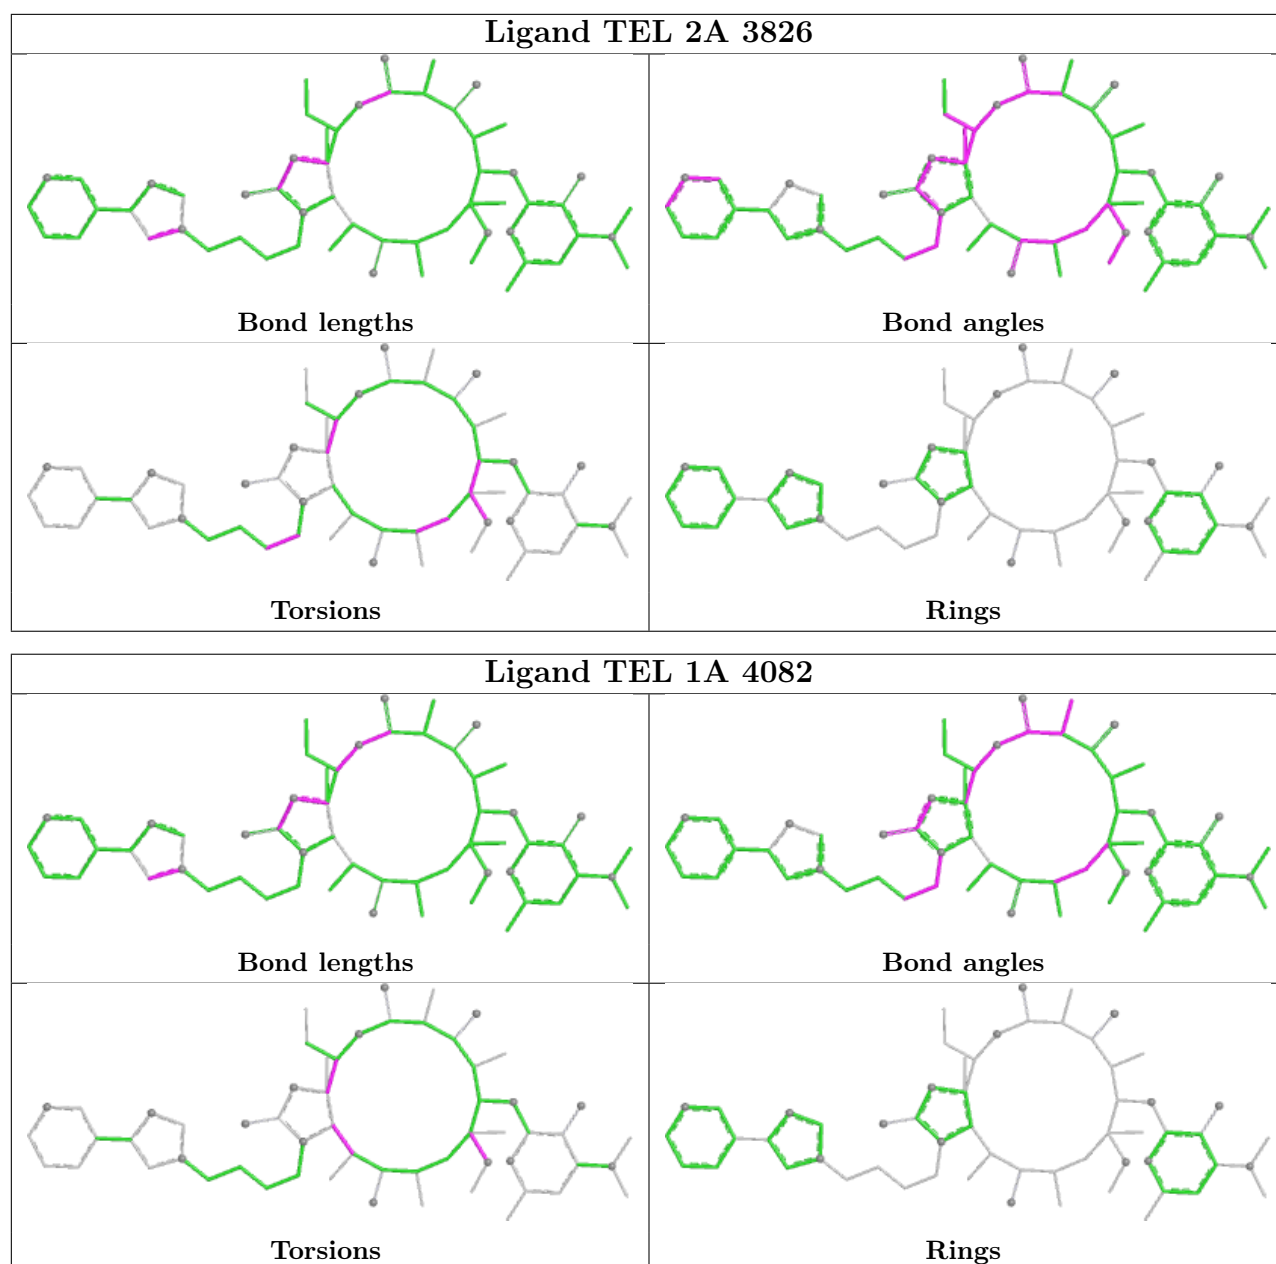 Ligand TEL 2A 3826
Bond lengths
Bond angles
Torsions
Rings
Ligand TEL 1A 4082
Bond lengths
Bond angles
Torsions
Rings